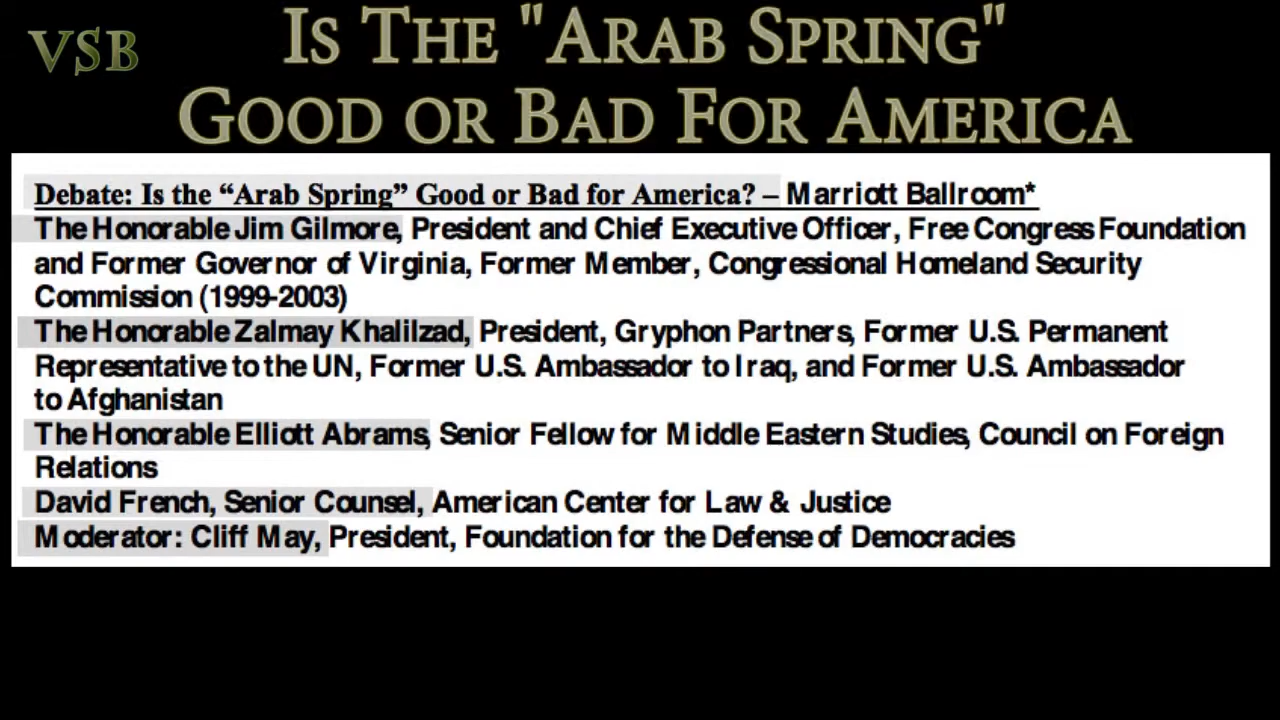 VSB
IS THE "ARAB SPRING"
GOOD OR BAD FOR AMERICA
Debate: Is the “Arab Spring” Good or Bad for America? – Marriott Ballroom*
The Honorable Jim Gilmore, President and Chief Executive Officer, Free Congress Foundation
and Former Governor of Virginia, Former Member, Congressional Homeland Security
Commission (1999-2003)
The Honorable Zalmay Khalilzad, President, Gryphon Partners, Former U.S. Permanent
Representative to the UN, Former U.S. Ambassador to Iraq, and Former U.S. Ambassador
to Afghanistan
The Honorable Elliott Abrams, Senior Fellow for Middle Eastern Studies, Council on Foreign
Relations
David French, Senior Counsel, American Center for Law & Justice
Moderator: Cliff May, President, Foundation for the Defense of Democracies